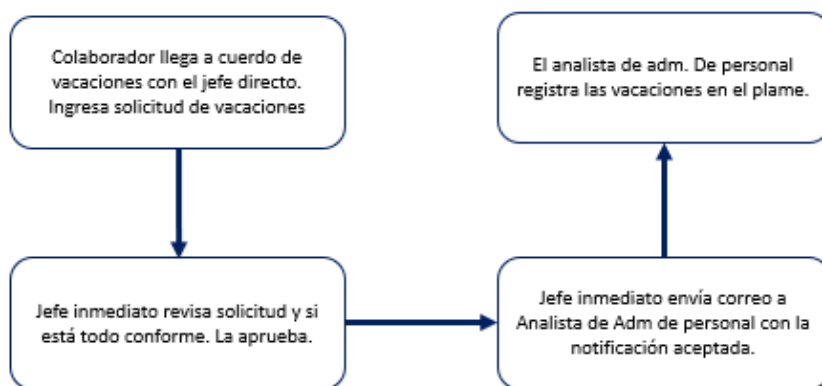 Colaborador llega a cuerdo de
vacaciones con el jefe directo.
Ingresa solicitud de vacaciones
El analista de adm. De personal
registra las vacaciones en el plame.
Jefe inmediato revisa solicitud y si
está todo conforme. La aprueba.
Jefe inmediato envía correo a
Analista de Adm de personal con la
notificación aceptada.